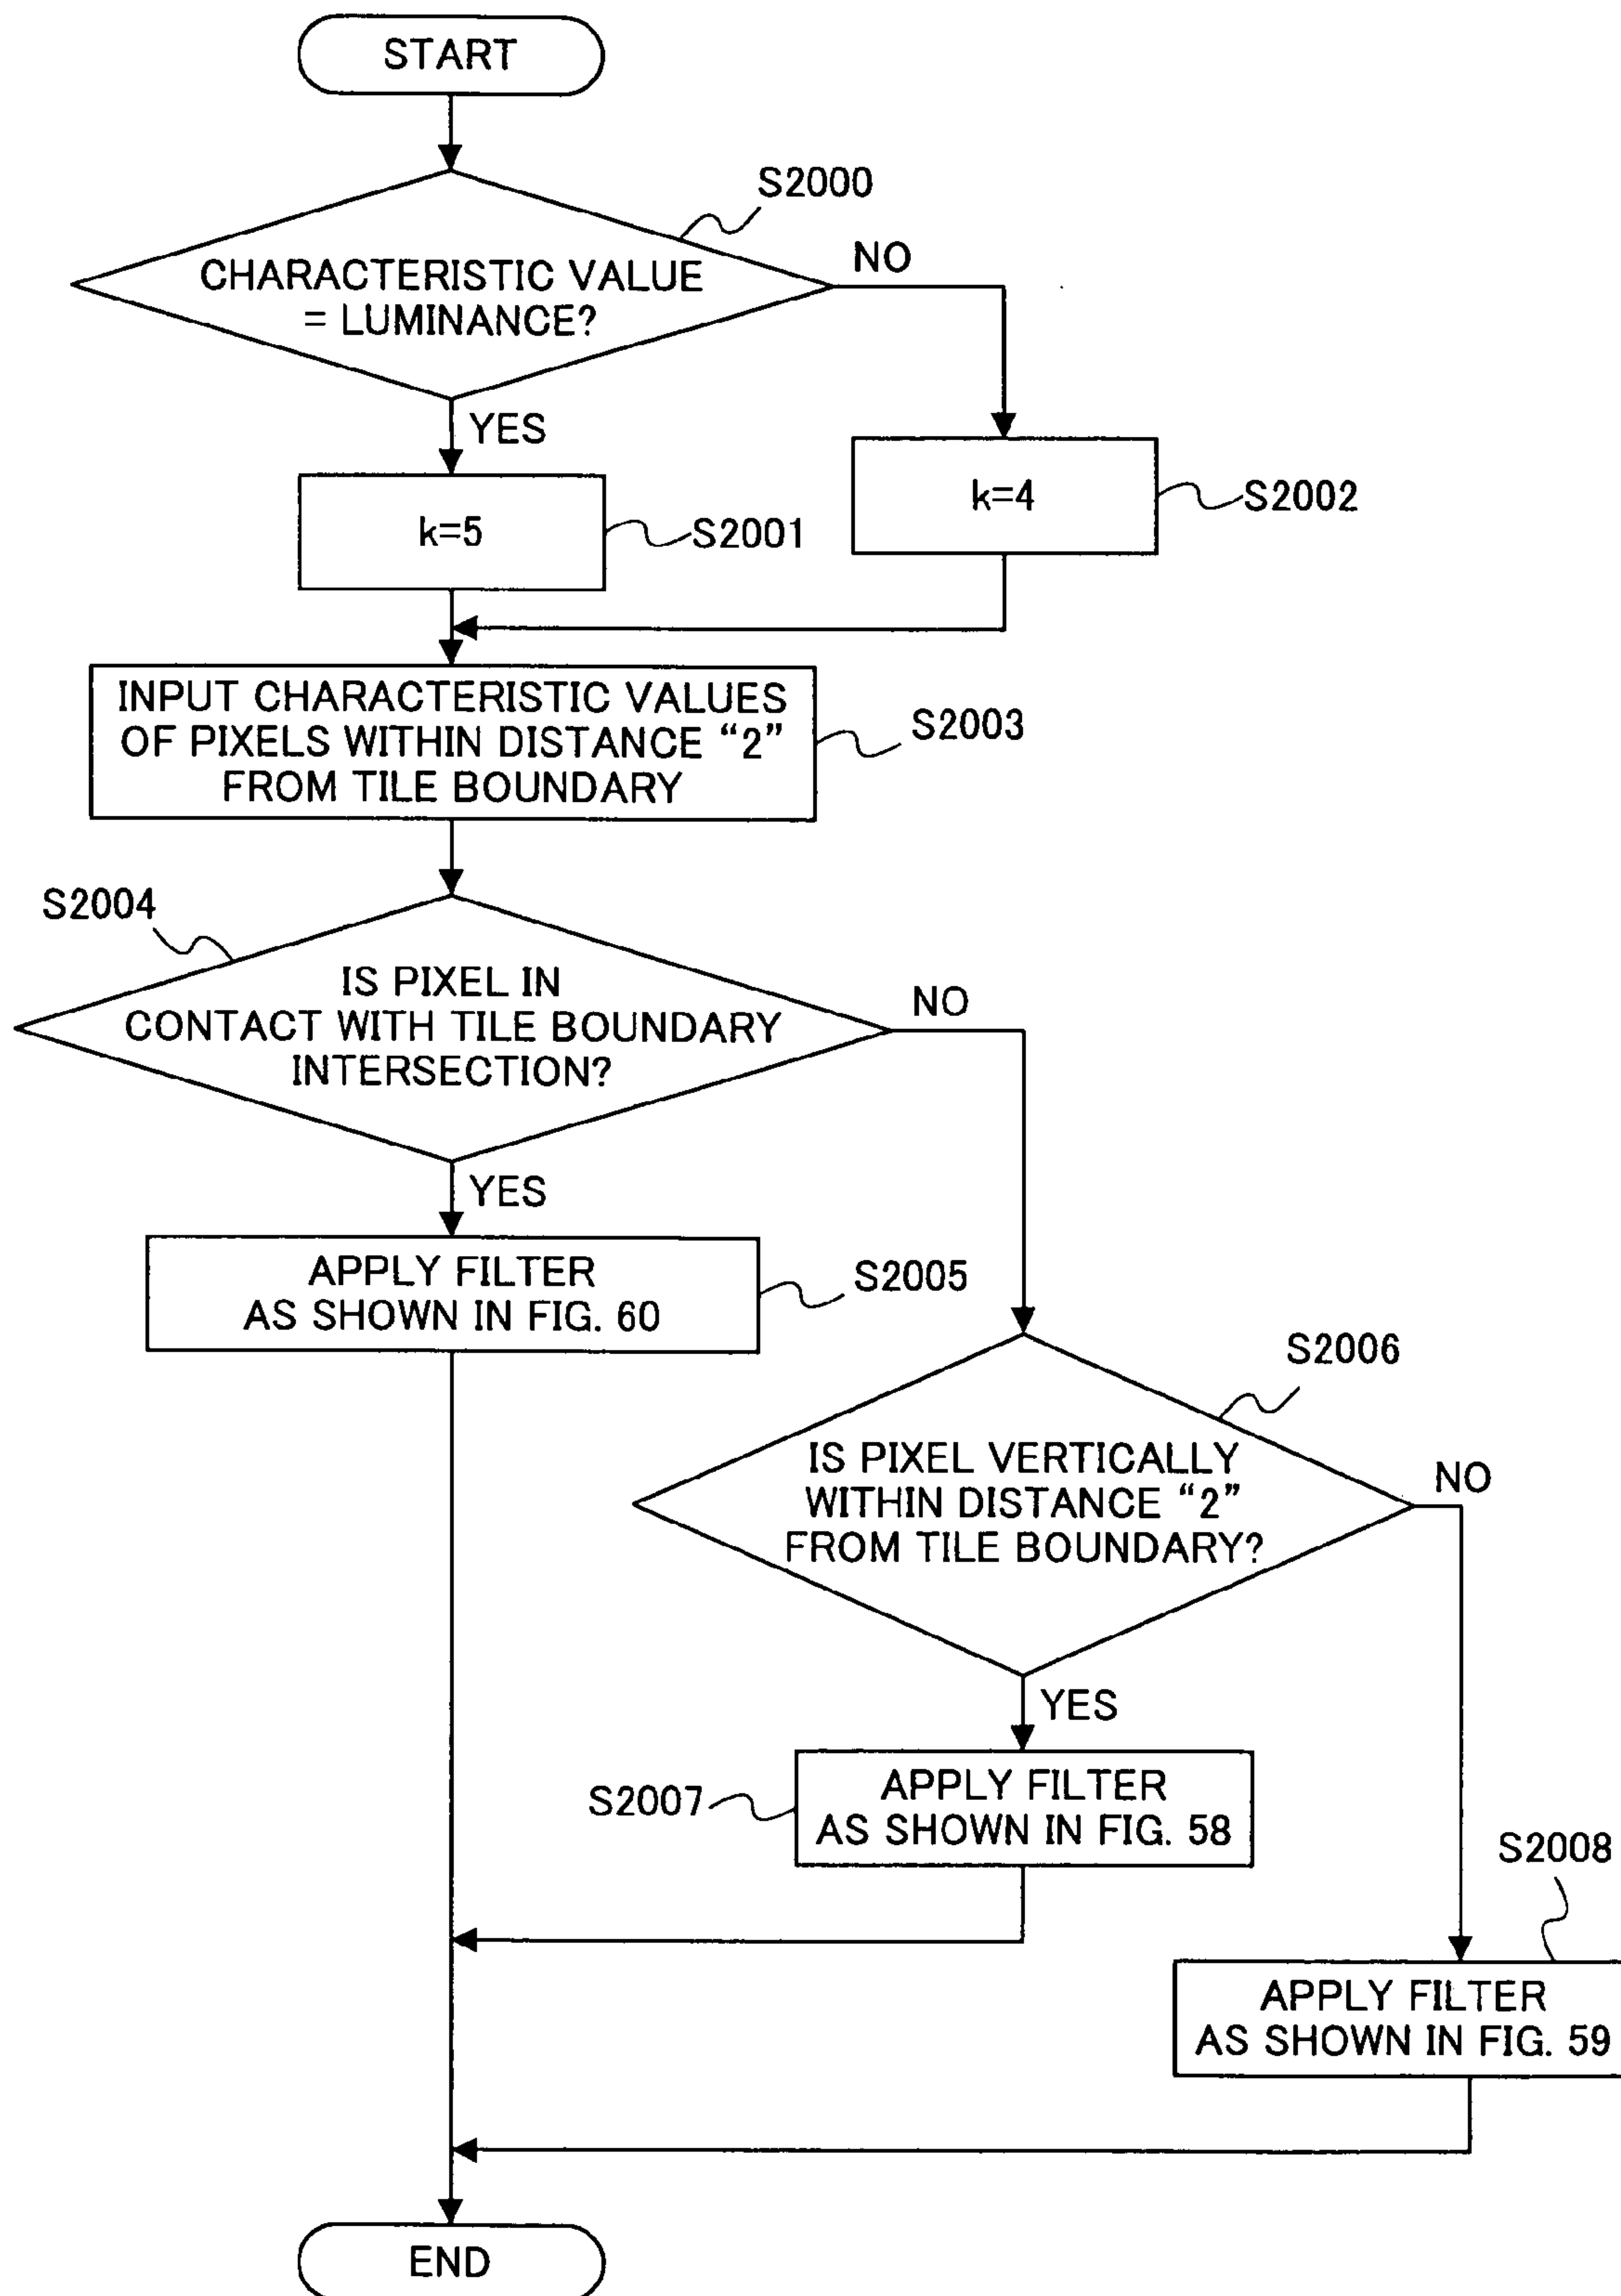 START
S2000
CHARACTERISTIC VALUE
= LUMINANCE?
NO
YES
k=5
S2001
k=4
S2002
INPUT CHARACTERISTIC VALUES
OF PIXELS WITHIN DISTANCE “2”
FROM TILE BOUNDARY
S2003
S2004
IS PIXEL IN
CONTACT WITH TILE BOUNDARY
INTERSECTION?
NO
YES
APPLY FILTER
AS SHOWN IN FIG. 60
S2005
S2006
IS PIXEL VERTICALLY
WITHIN DISTANCE “2”
FROM TILE BOUNDARY?
NO
YES
S2007
APPLY FILTER
AS SHOWN IN FIG. 58
S2008
APPLY FILTER
AS SHOWN IN FIG. 59
END